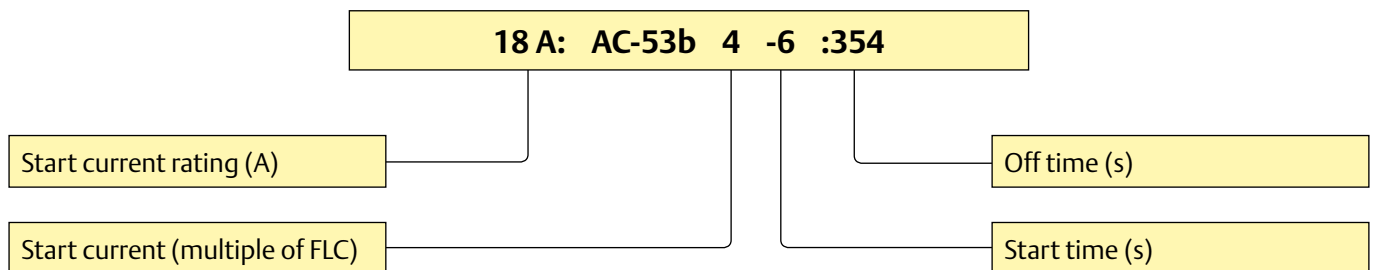 18 A: AC-53b 4 -6 :354
Start current rating (A)
Off time (s)
Start current (multiple of FLC)
Start time (s)